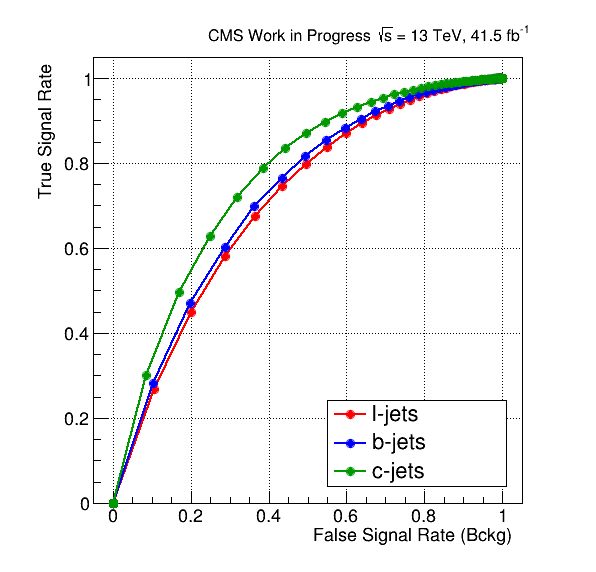 CMS Work in Progress √s = 13 TeV, 41.5 fb⁻¹
True Signal Rate
1
0.8
0.6
0.4
0.2
0
l-jets
b-jets
c-jets
0 0.2 0.4 0.6 0.8 1
False Signal Rate (Bckg)